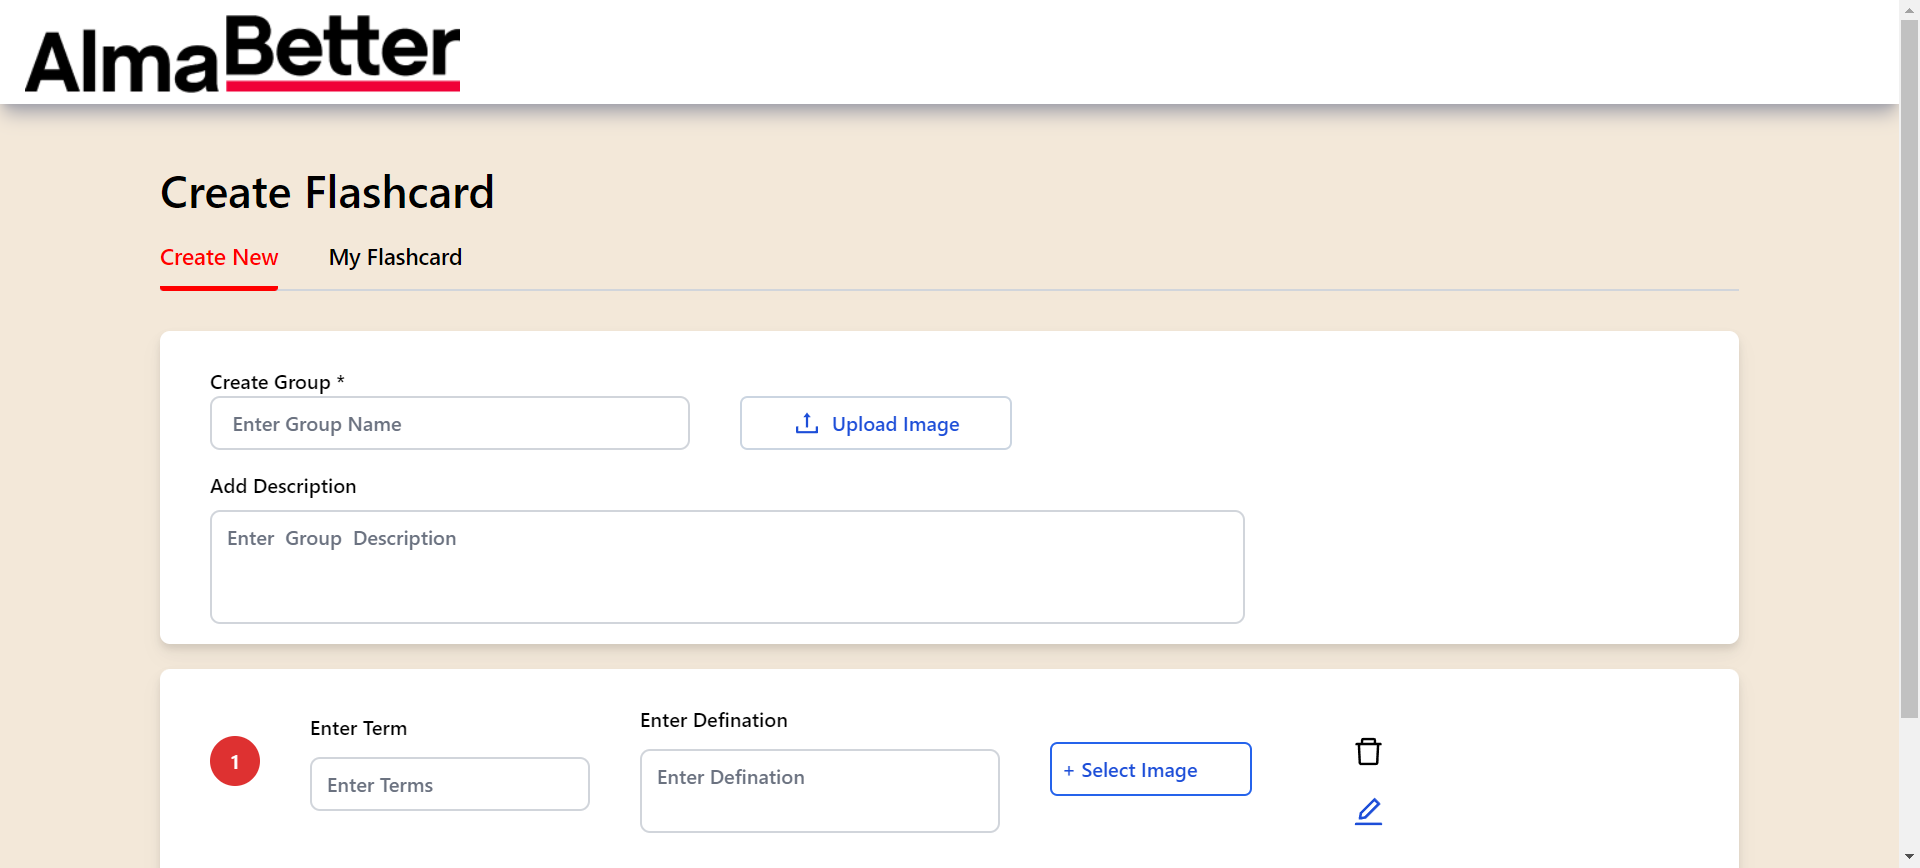 AlmaBetter
Create Flashcard
Create New
My Flashcard
Create Group *
Enter Group Name
Upload Image
Add Description
Enter Group Description
1
Enter Term
Enter Terms
Enter Defination
Enter Defination
+ Select Image